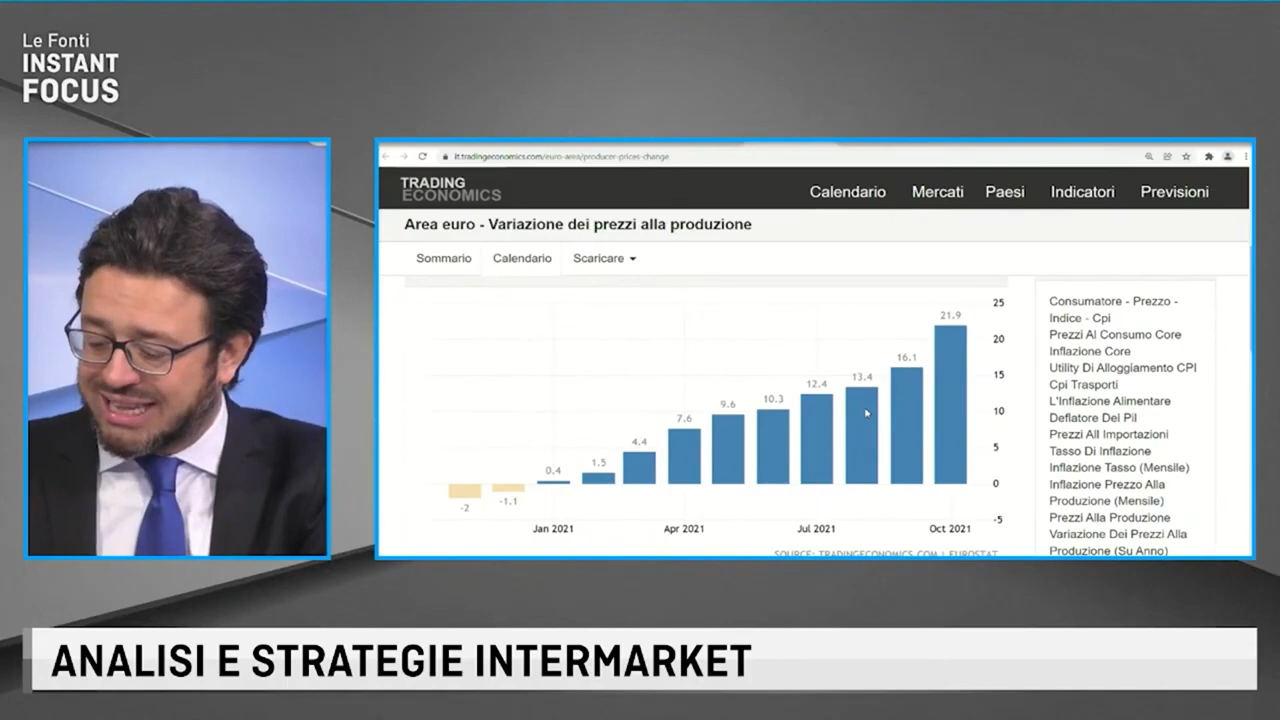 Le Fonti
INSTANT
FOCUS
it.tradingeconomics.com/euro-area/producer-prices-change
TRADING
ECONOMICS
Calendario Mercati Paesi Indicatori Previsioni
Area euro - Variazione dei prezzi alla produzione
Sommario Calendario Scaricare
25
20
15
10
5
0
-5
-2
-1.1
0.4
1.5
4.4
7.6
9.6
10.3
12.4
13.4
16.1
21.9
Jan 2021 Apr 2021 Jul 2021 Oct 2021
SOURCE: TRADINGECONOMICS.COM | EUROSTAT
Consumatore - Prezzo -
Indice - Cpi
Prezzi Al Consumo Core
Inflazione Core
Utility Di Alloggiamento CPI
Cpi Trasporti
L'Inflazione Alimentare
Deflatore Del Pil
Prezzi All Importazioni
Tasso Di Inflazione
Inflazione Tasso (Mensile)
Inflazione Prezzo Alla
Produzione (Mensile)
Prezzi Alla Produzione
Variazione Dei Prezzi Alla
Produzione (Su Anno)
ANALISI E STRATEGIE INTERMARKET